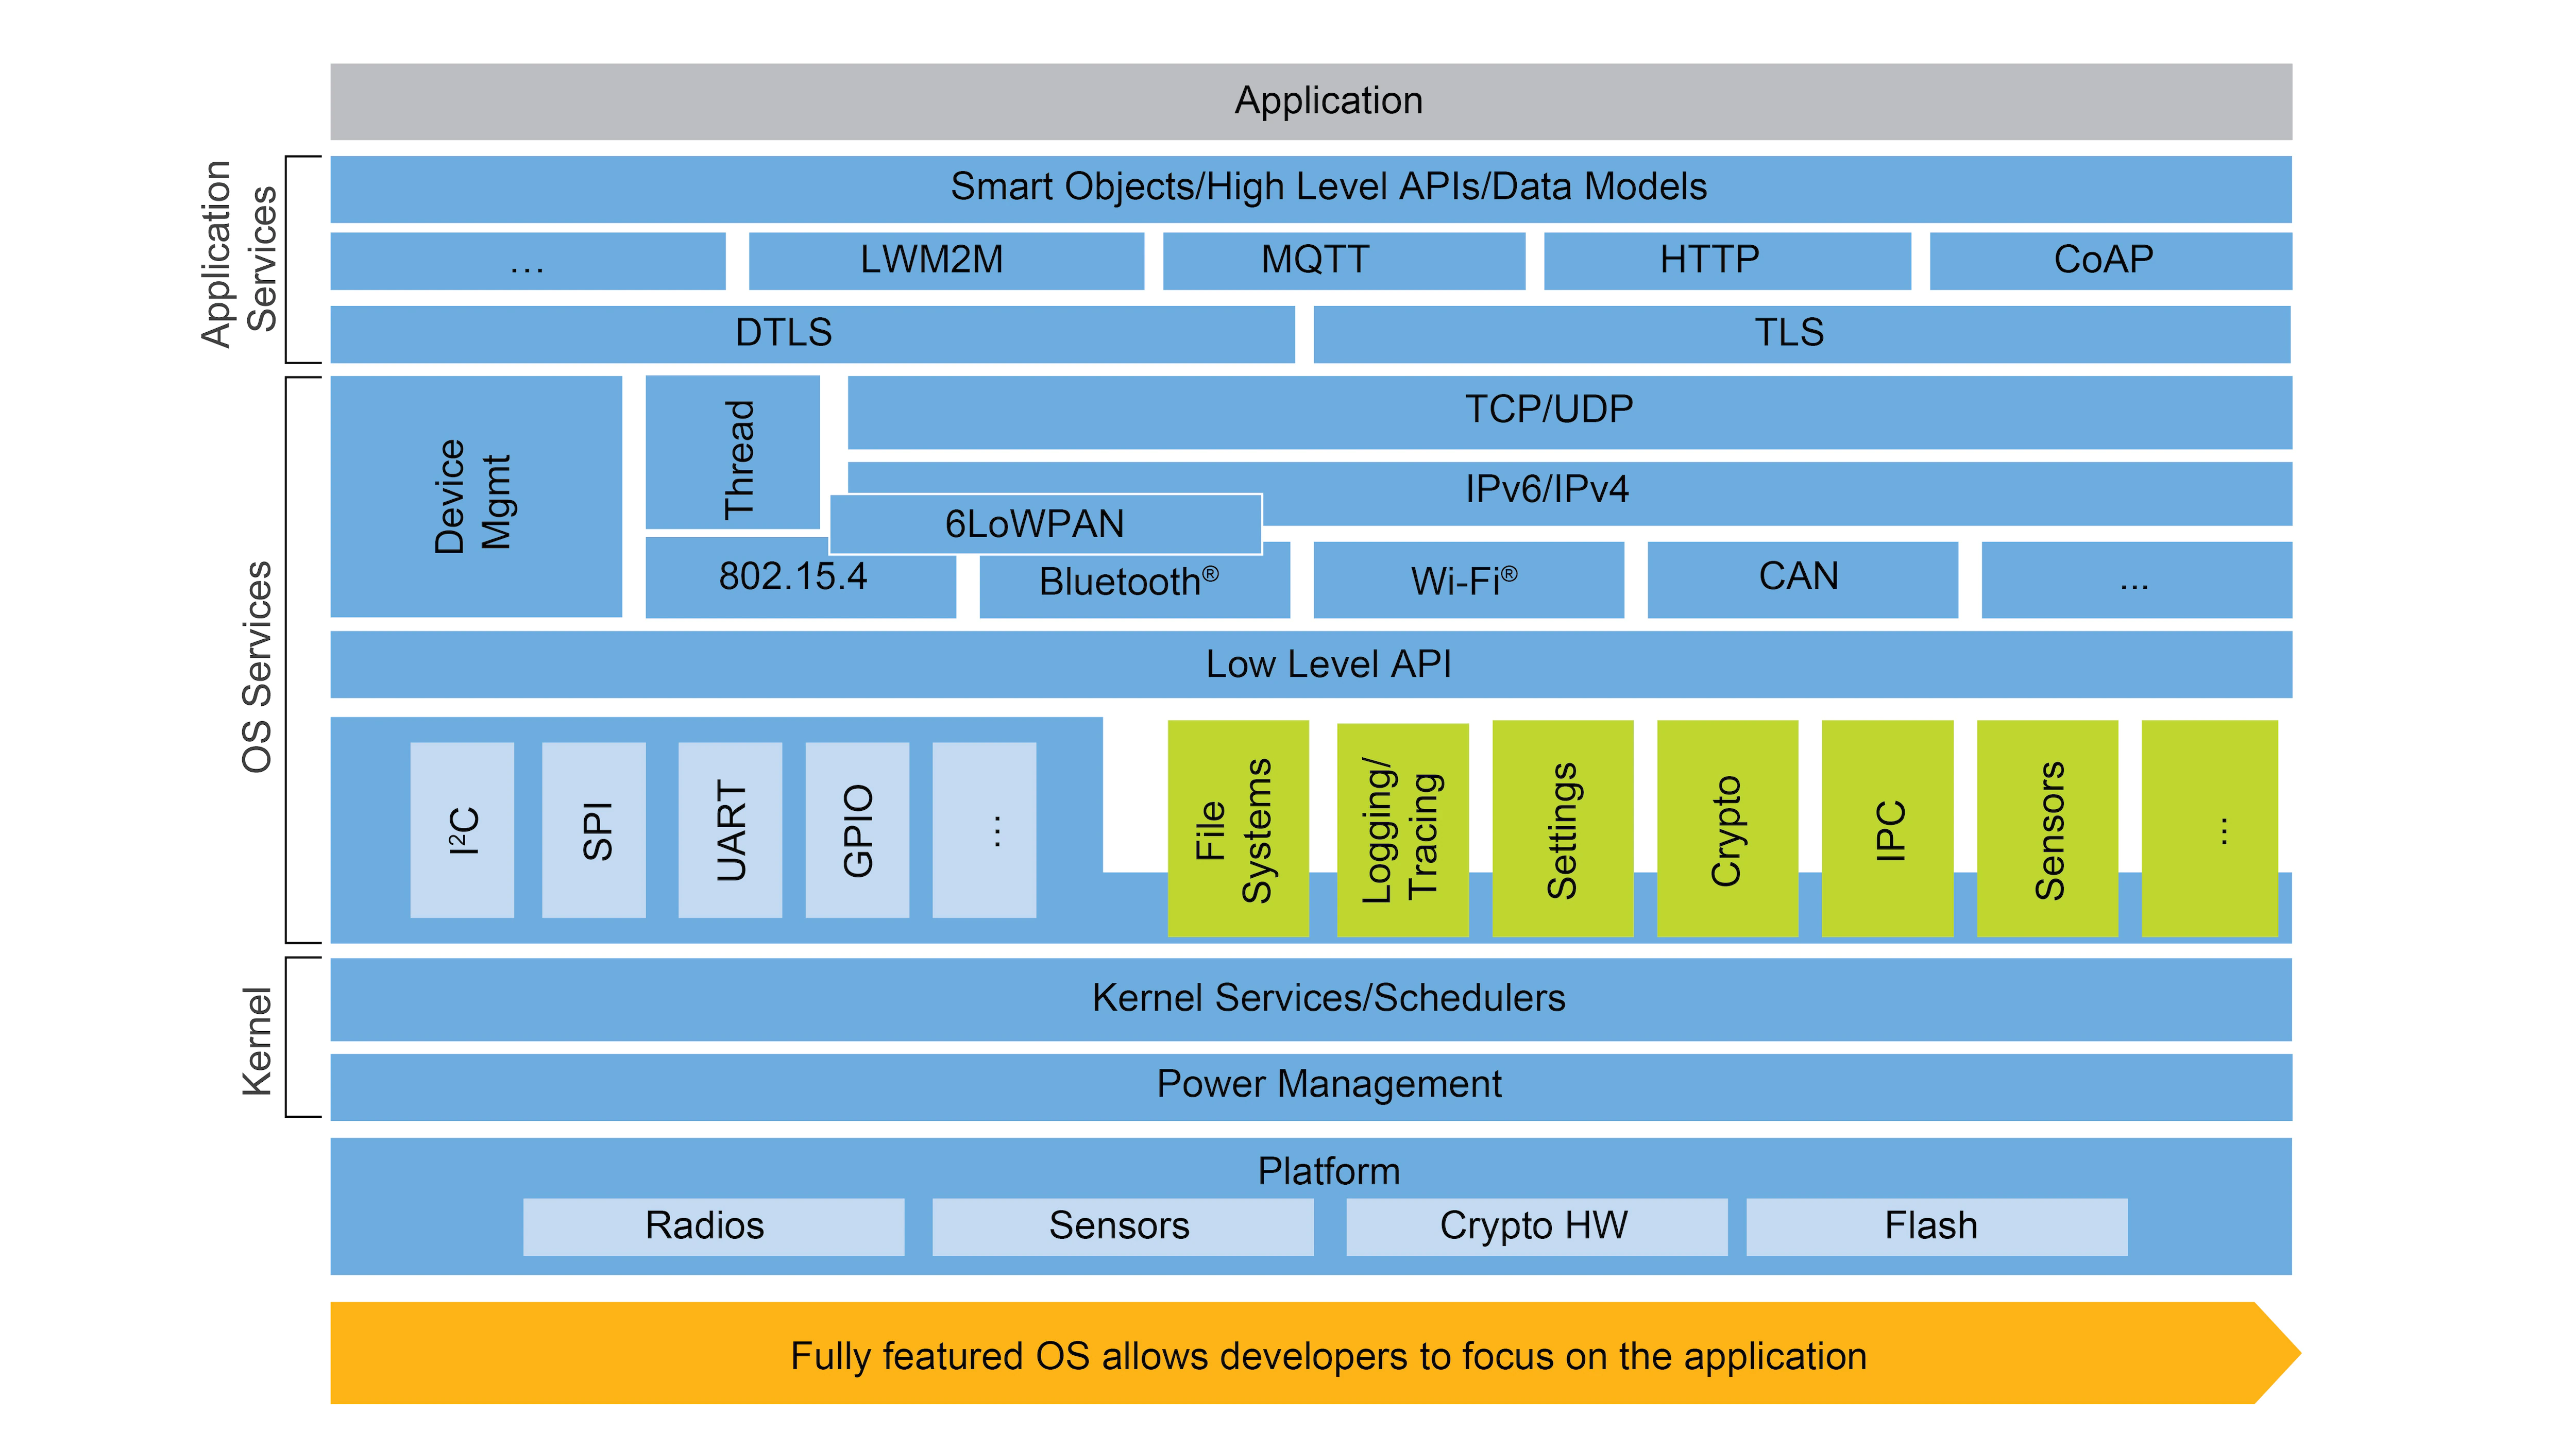 Application
Application
Services
Smart Objects/High Level APIs/Data Models
...
LWM2M
MQTT
HTTP
CoAP
DTLS
TLS
OS Services
Device
Mgmt
Thread
TCP/UDP
IPv6/IPv4
6LoWPAN
802.15.4
Bluetooth®
Wi-Fi®
CAN
...
Low Level API
I²C
SPI
UART
GPIO
...
File
Systems
Logging/
Tracing
Settings
Crypto
IPC
Sensors
...
Kernel
Kernel Services/Schedulers
Power Management
Platform
Radios
Sensors
Crypto HW
Flash
Fully featured OS allows developers to focus on the application